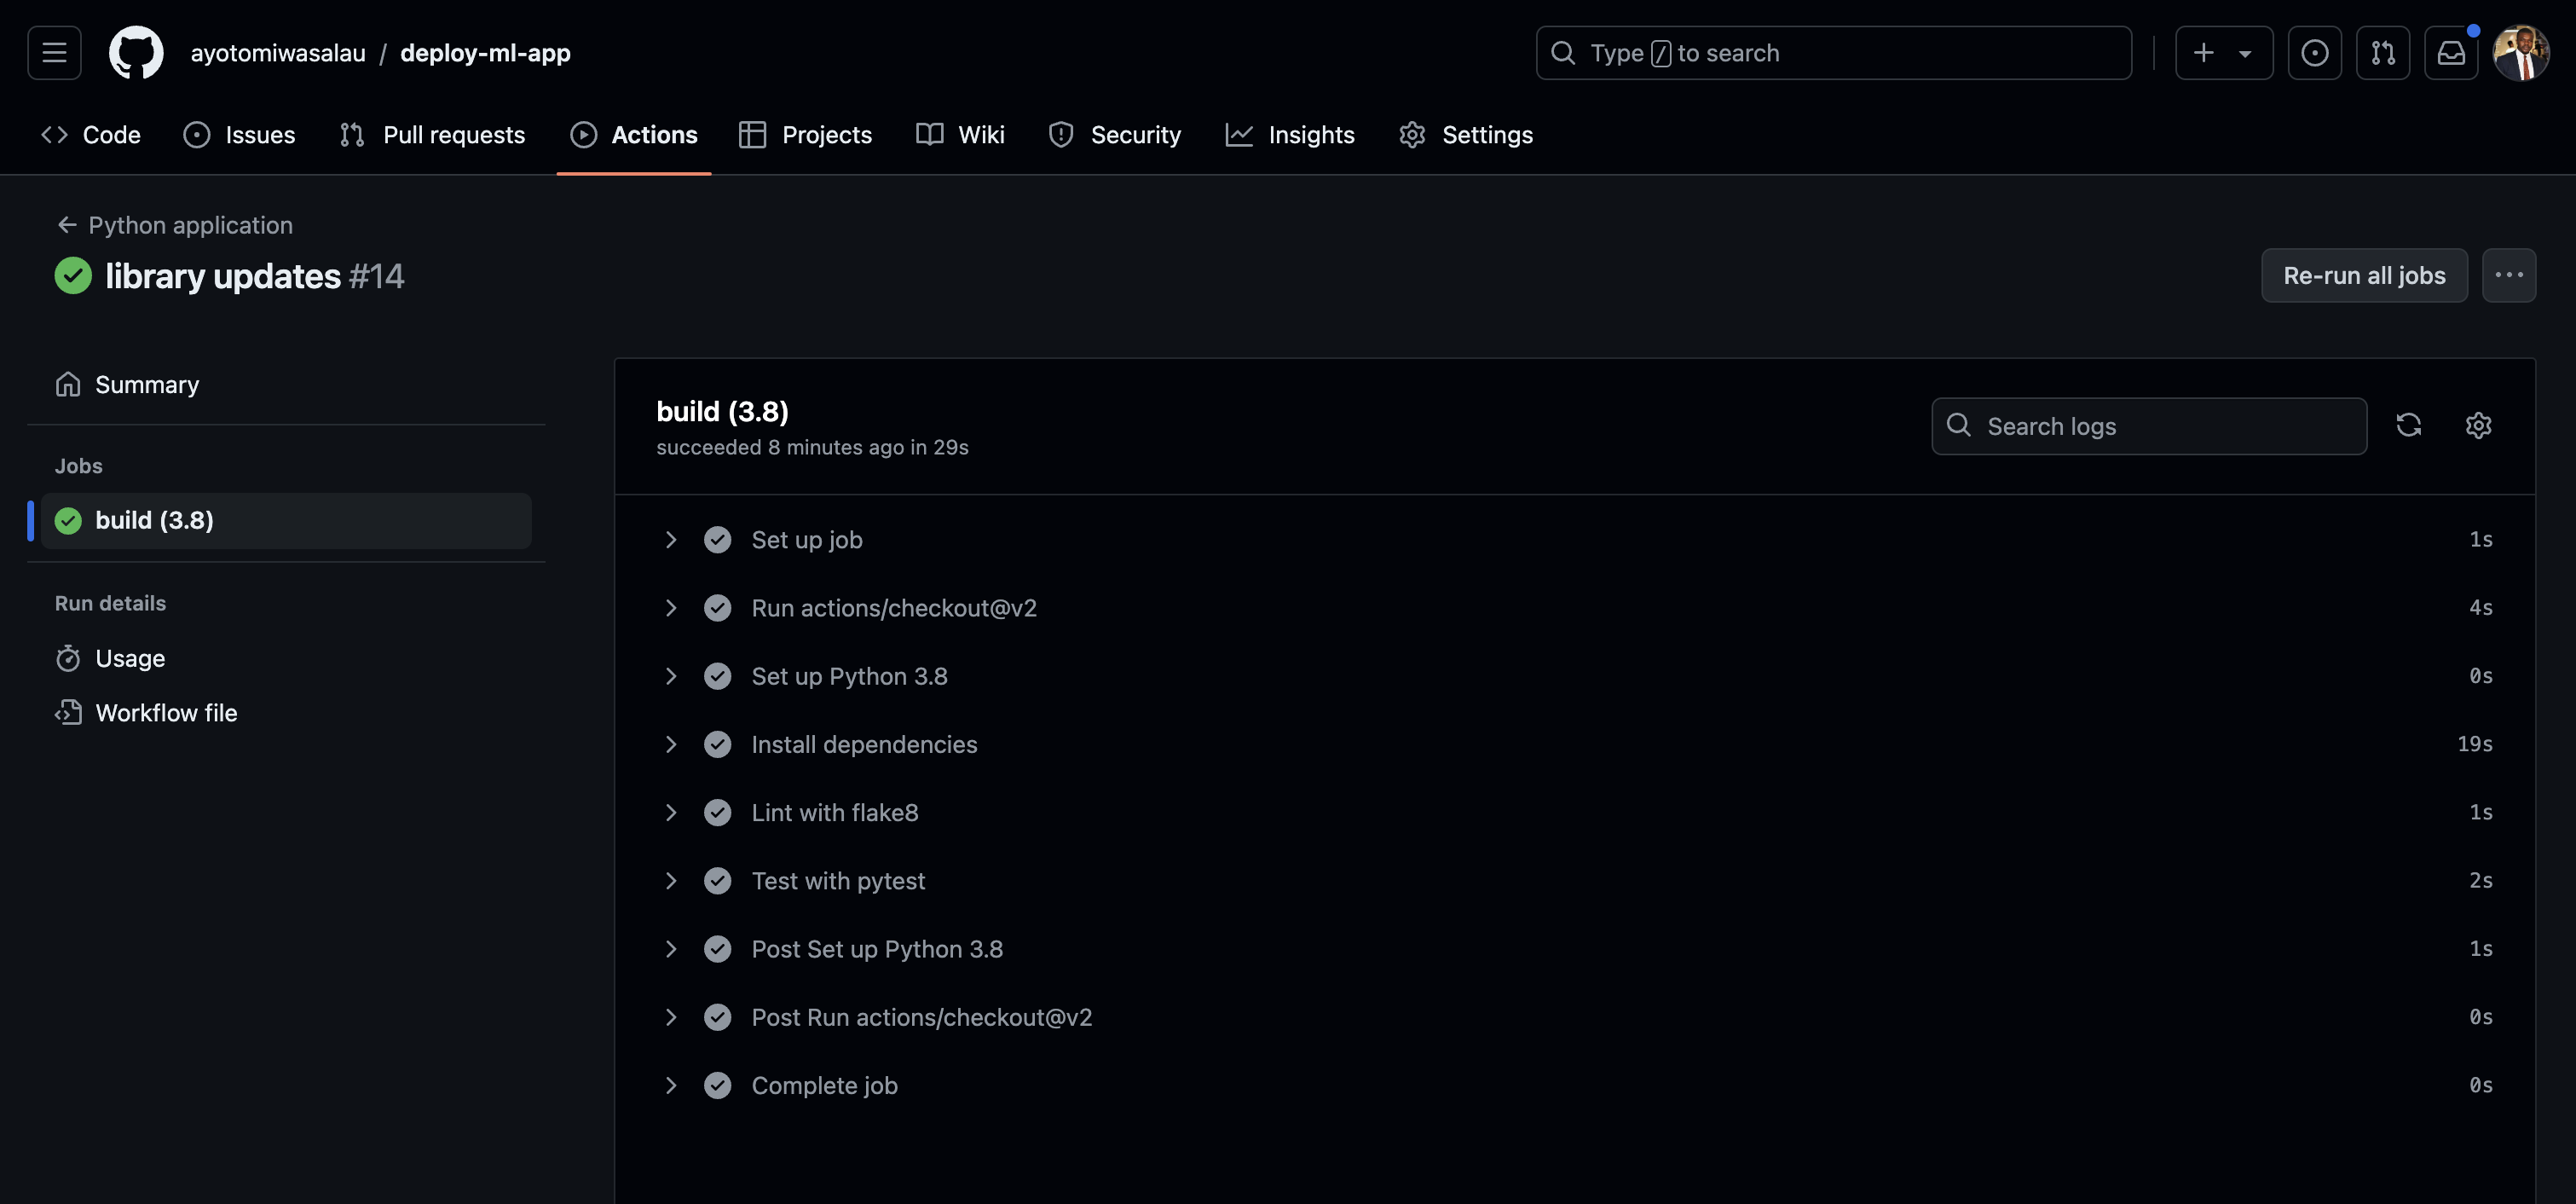 ayotomiwasalau / deploy-ml-app
Type / to search
Code Issues Pull requests Actions Projects Wiki Security Insights Settings
Python application
library updates #14
Re-run all jobs
Summary
Jobs
build (3.8)
Run details
Usage
Workflow file
build (3.8)
succeeded 8 minutes ago in 29s
Search logs
Set up job 1s
Run actions/checkout@v2 4s
Set up Python 3.8 0s
Install dependencies 19s
Lint with flake8 1s
Test with pytest 2s
Post Set up Python 3.8 1s
Post Run actions/checkout@v2 0s
Complete job 0s